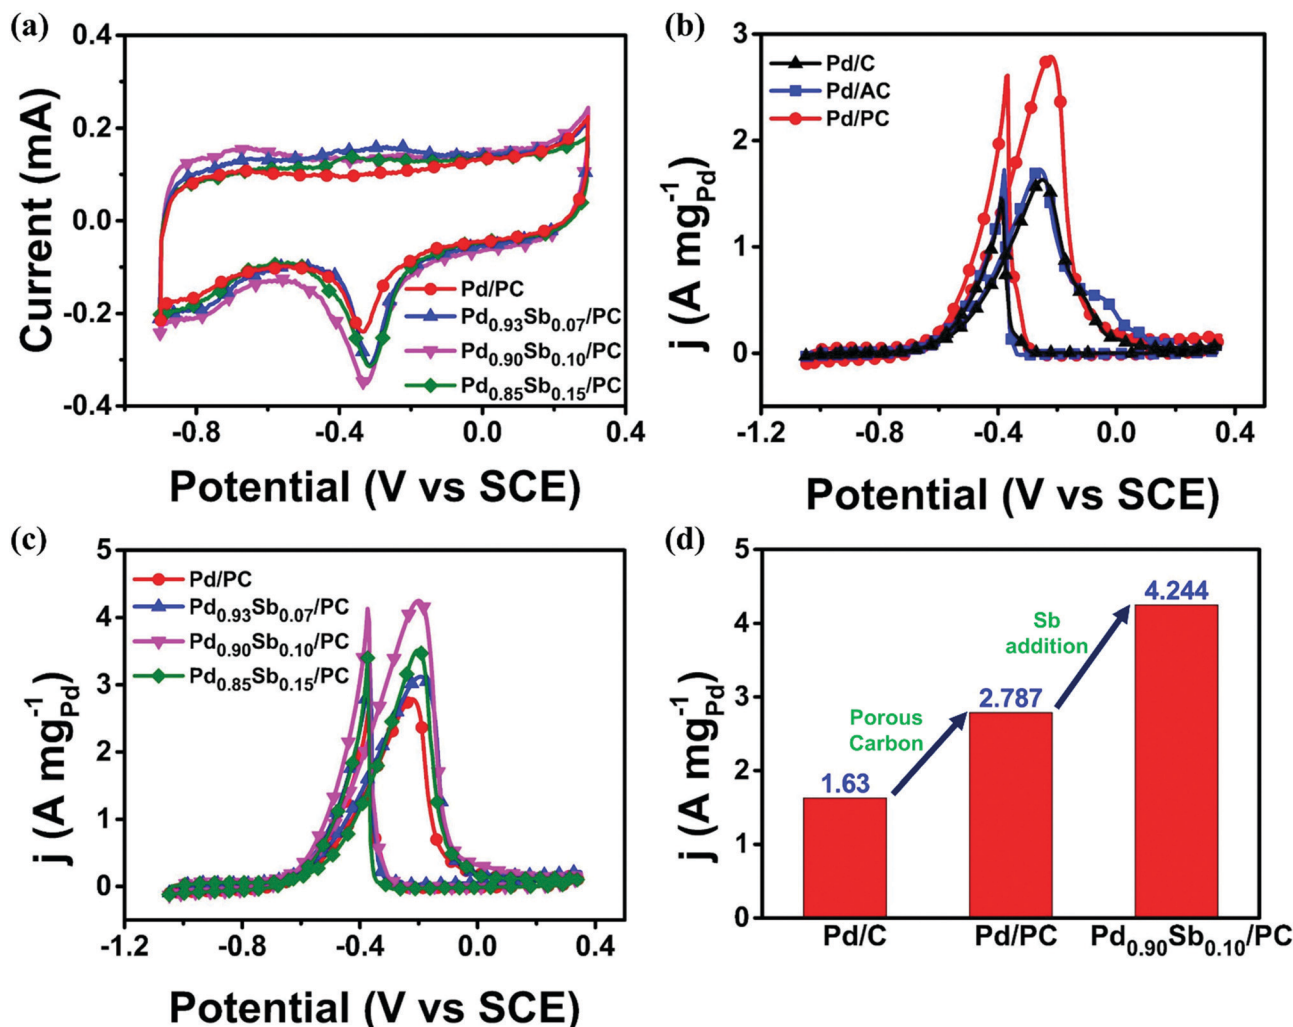 (a)
Current (mA)
0.4
0.2
0.0
-0.2
-0.4
-0.8
-0.4
0.0
0.4
Potential (V vs SCE)
Pd/PC
Pd0.93Sb0.07/PC
Pd0.90Sb0.10/PC
Pd0.85Sb0.15/PC
(b)
j (A mg-1Pd)
3
2
1
0
-1.2
-0.8
-0.4
0.0
0.4
Potential (V vs SCE)
Pd/C
Pd/AC
Pd/PC
(c)
j (A mg-1Pd)
5
4
3
2
1
0
-1.2
-0.8
-0.4
0.0
0.4
Potential (V vs SCE)
Pd/PC
Pd0.93Sb0.07/PC
Pd0.90Sb0.10/PC
Pd0.85Sb0.15/PC
(d)
j (A mg-1Pd)
5
4
3
2
1
0
1.63
Porous
Carbon
2.787
Sb
addition
4.244
Pd/C
Pd/PC
Pd0.90Sb0.10/PC